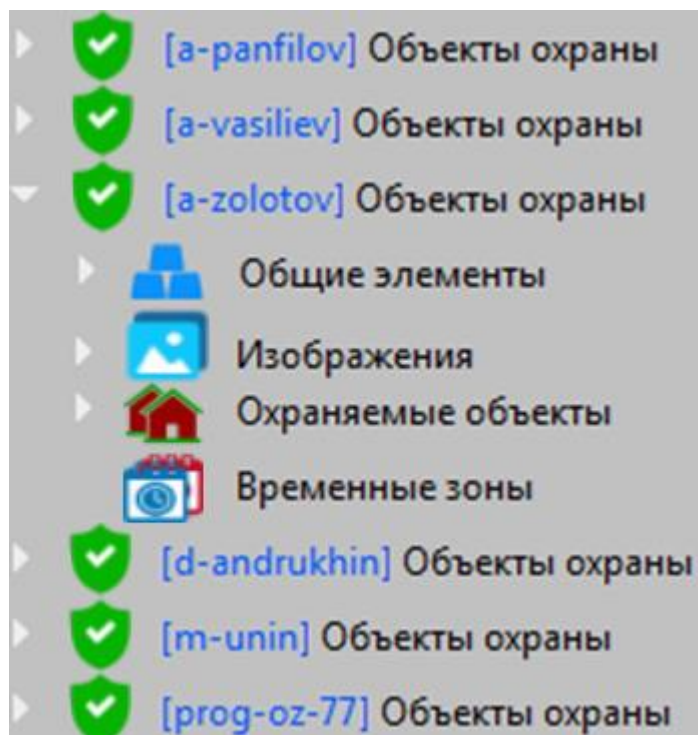 [a-panfilov] Объекты охраны
[a-vasiliev] Объекты охраны
[a-zolotov] Объекты охраны
Общие элементы
Изображения
Охраняемые объекты
Временные зоны
[d-andrukhin] Объекты охраны
[m-unin] Объекты охраны
[prog-oz-77] Объекты охраны